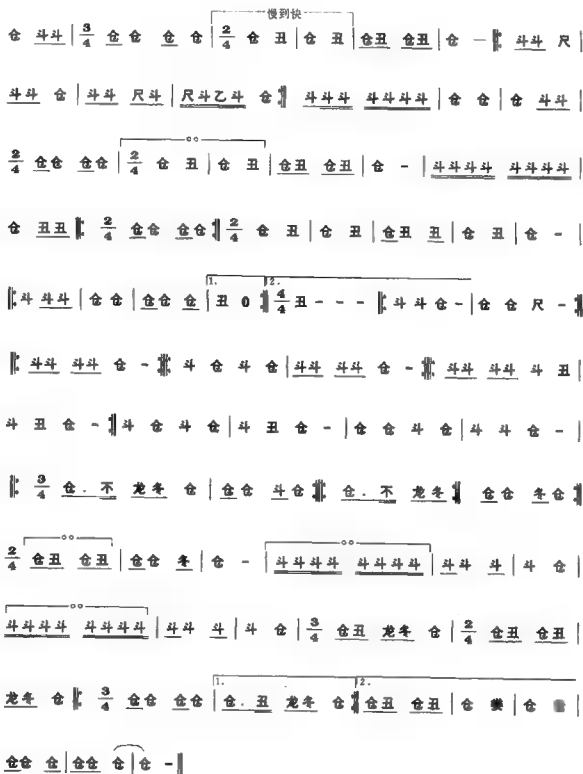 慢到快
仓 斗斗 | 3/4 仓 仓 仓 仓 | 2/4 仓 丑 | 仓 丑 | 仓丑 仓丑 | 仓 — ‖: 斗斗 尺 |
斗斗 仓 | 斗斗 尺斗 | 尺斗乙斗 仓 :‖ 斗斗斗 斗斗斗斗 | 仓 仓 | 仓 斗斗 |
2/4 仓仓 仓仓 | 2/4 仓 丑 | 仓 丑 | 仓丑 仓丑 | 仓 - | 斗斗斗斗 斗斗斗斗 |
仓 丑丑 ‖: 2/4 仓仓 仓仓 :‖ 2/4 仓 丑 | 仓 丑 | 仓丑 丑 | 仓 丑 | 仓 - |
1. 2.
‖: 斗 斗斗 | 仓 仓 | 仓仓 仓 | 丑 0 :‖ 4/4 丑 - - - ‖: 斗 斗 仓 - | 仓 仓 尺 - :‖
‖: 斗斗 斗斗 仓 - :‖: 斗 仓 斗 仓 | 斗斗 斗斗 仓 - :‖: 斗斗 斗斗 斗 丑 |
斗 丑 仓 - :‖ 斗 仓 斗 仓 | 斗 丑 仓 - | 仓 仓 斗 仓 | 斗 斗 仓 - |
‖: 3/4 仓 . 不 龙冬 仓 | 仓仓 斗仓 :‖: 仓 . 不 龙冬 :‖ 仓仓 冬仓 :‖
2/4 仓丑 仓丑 | 仓仓 冬 | 仓 - | 斗斗斗斗 斗斗斗斗 | 斗斗 斗 | 斗 仓 |
斗斗斗斗 斗斗斗斗 | 斗斗 斗 | 斗 仓 | 3/4 仓丑 龙冬 仓 | 2/4 仓丑 仓丑 |
1. 2.
龙冬 仓 ‖: 3/4 仓仓 仓仓 | 仓 . 丑 龙冬 仓 :‖ 仓丑 仓丑 | 仓 | 仓 |
仓仓 仓 | 仓仓 仓 | 仓 - ‖